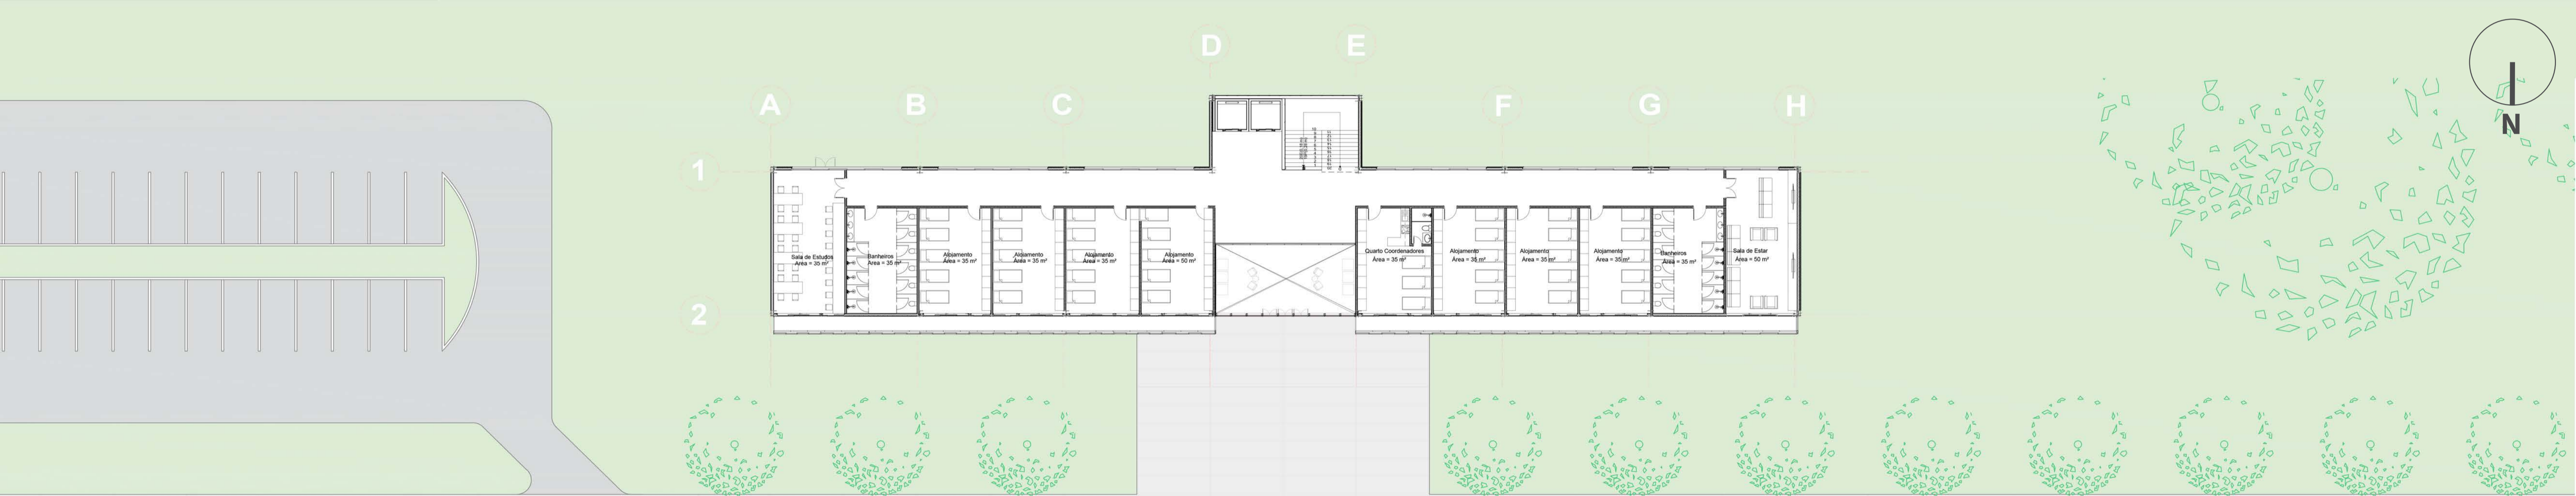 D
E
A
B
C
F
G
H
N
1
2
Sala de Estudos
Área = 35 m²
Banheiros
Área = 35 m²
Alojamento
Área = 35 m²
Alojamento
Área = 35 m²
Alojamento
Área = 35 m²
Alojamento
Área = 50 m²
Quarto Coordenadores
Área = 35 m²
Alojamento
Área = 35 m²
Alojamento
Área = 35 m²
Alojamento
Área = 35 m²
Banheiros
Área = 35 m²
Sala de Estar
Área = 50 m²